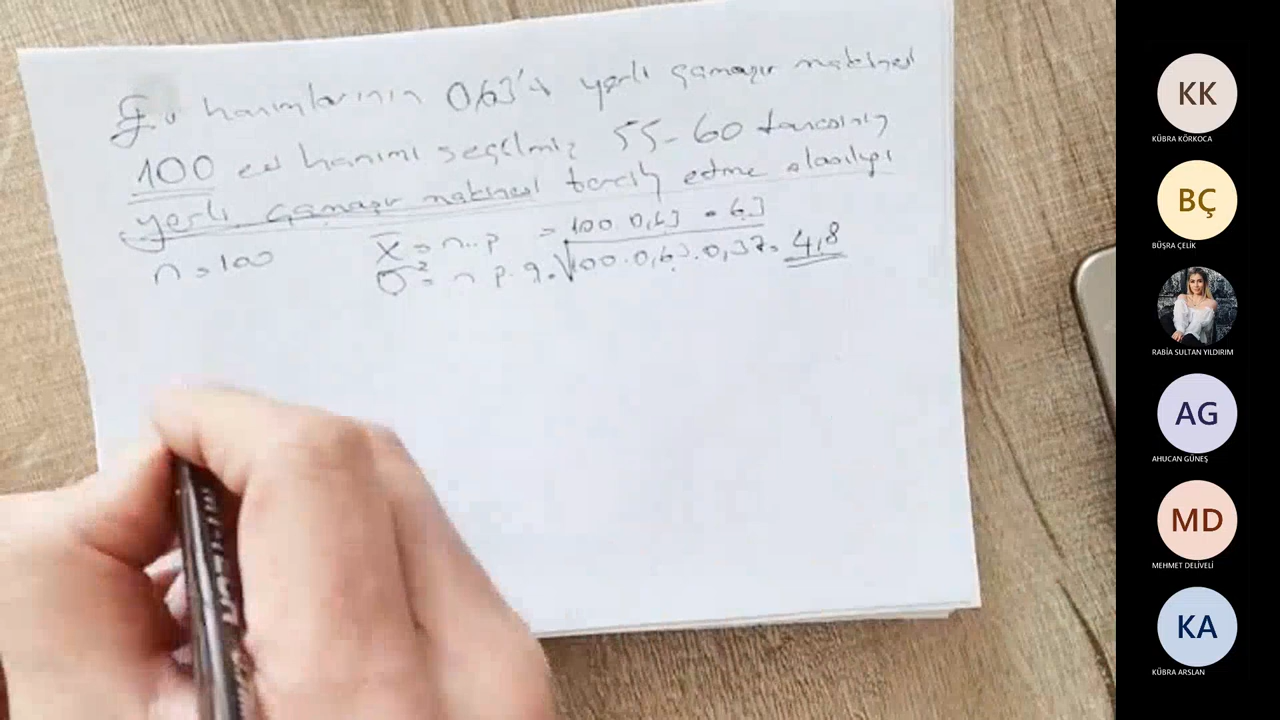 Ev hanımlarının 0,63'ü yerli çamaşır makinesi
100 ev hanımı seçilmiş 55-60 tanesinin
yerli çamaşır makinesi tercih etme olasılığı
n = 100
x̄ = n.p = 100.0,63 = 63
σ² = n p.q = √100.0,63.0,37 = 4,8
KK
KÜBRA KÖRKOCA
BÇ
BÜŞRA ÇELİK
RABİA SULTAN YILDIRIM
AG
AHUCAN GÜNEŞ
MD
MEHMET DELİVELİ
KA
KÜBRA ARSLAN